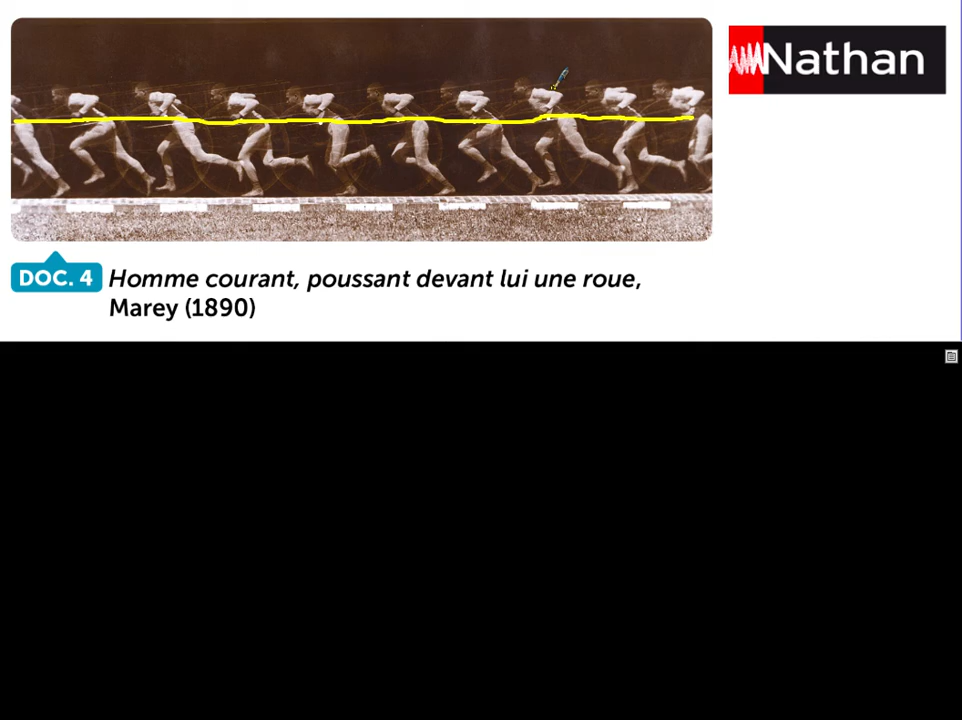 Nathan
DOC. 4 Homme courant, poussant devant lui une roue,
Marey (1890)